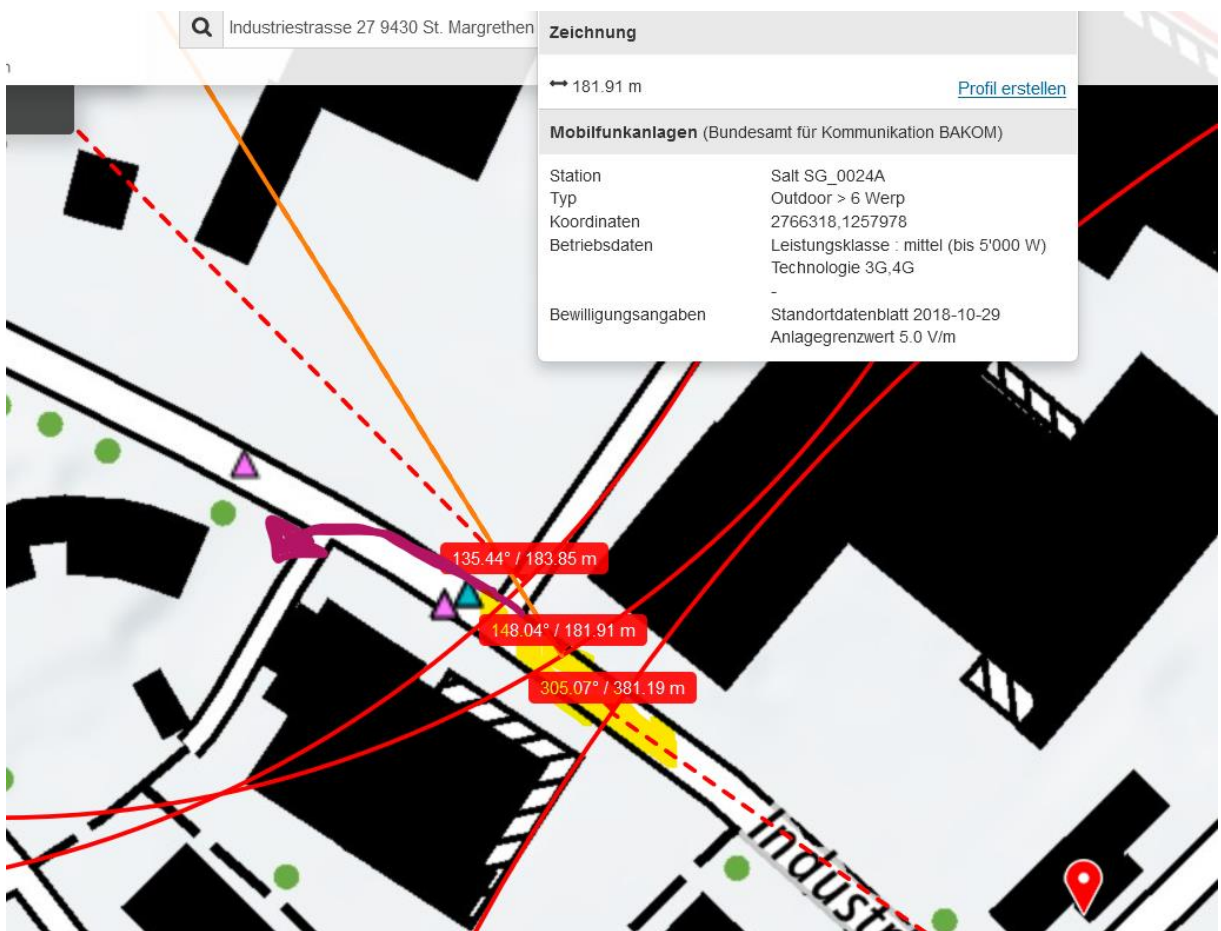 Industriestrasse 27 9430 St. Margrethen
Zeichnung
181.91 m
Profil erstellen
Mobilfunkanlagen (Bundesamt für Kommunikation BAKOM)
Station Salt SG_0024A
Typ Outdoor > 6 Werp
Koordinaten 2766318,1257978
Betriebsdaten Leistungsklasse : mittel (bis 5'000 W)
Technologie 3G,4G
-
Bewilligungsangaben Standortdatenblatt 2018-10-29
Anlagegrenzwert 5.0 V/m
135.44° / 183.85 m
148.04° / 181.91 m
305.07° / 381.19 m
Industr